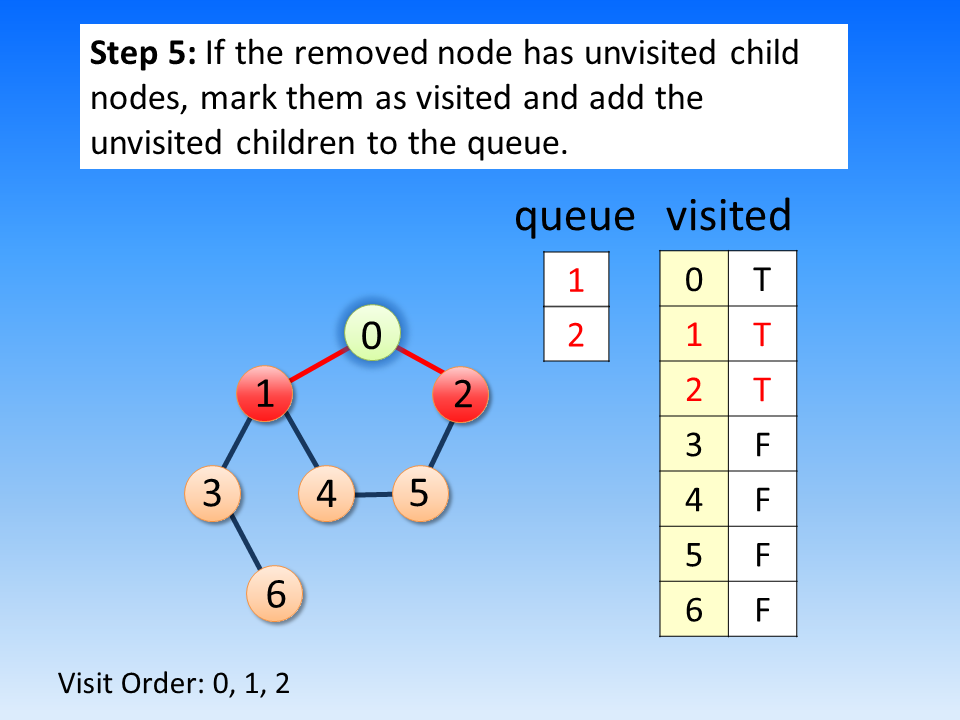 Step 5: If the removed node has unvisited child
nodes, mark them as visited and add the
unvisited children to the queue.
queue visited
1
2
0 T
1 T
2 T
3 F
4 F
5 F
6 F
0
1 2
3 4 5
6
Visit Order: 0, 1, 2